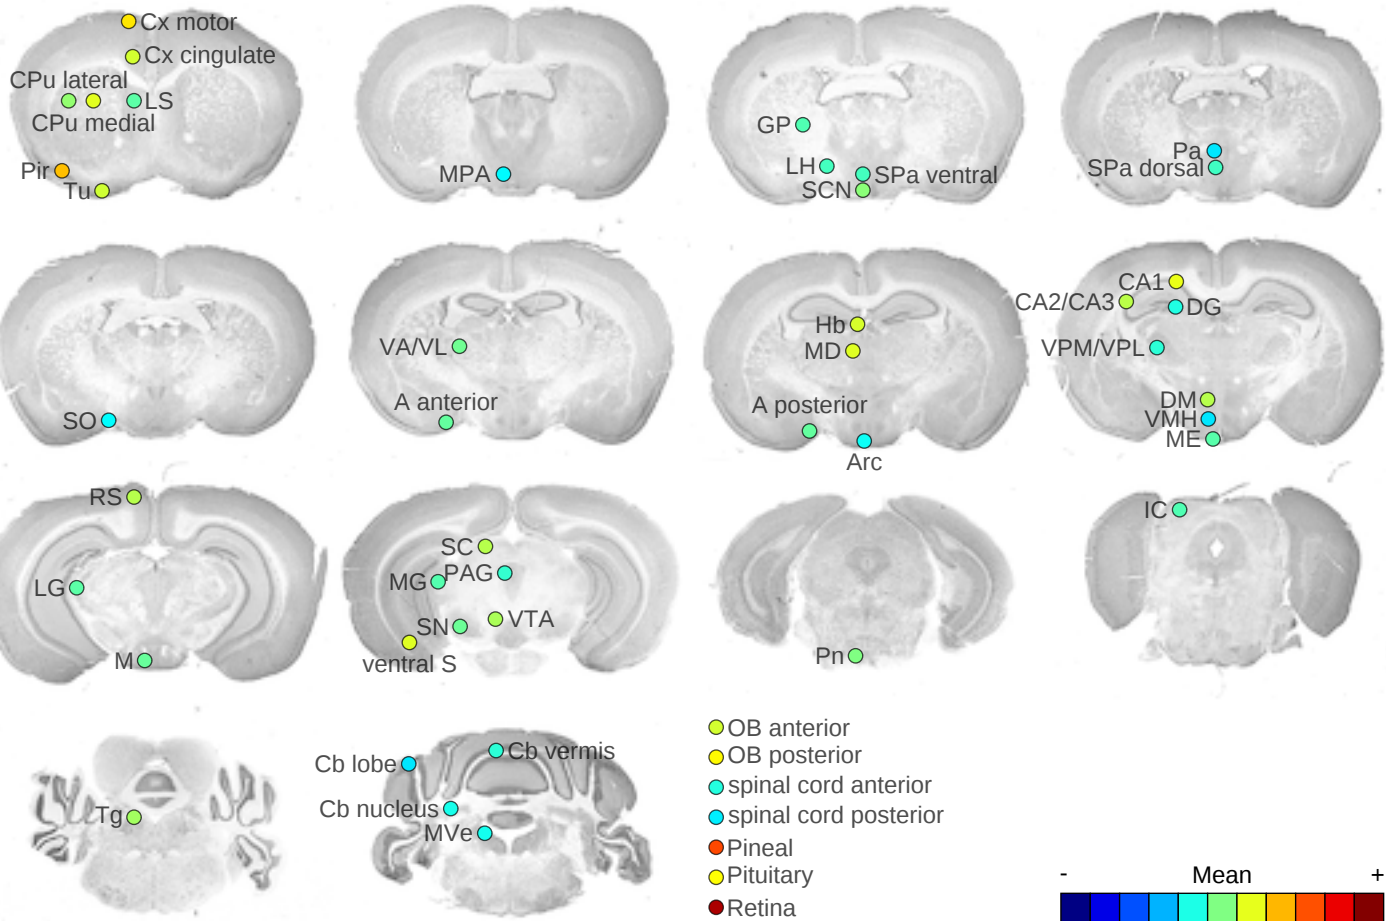 Cx motor
Cx cingulate
CPu lateral
LS
CPu medial
Pir
Tu
MPA
GP
LH
SPa ventral
SCN
Pa
SPa dorsal
SO
VA/VL
A anterior
Hb
MD
A posterior
Arc
CA1
CA2/CA3
DG
VPM/VPL
DM
VMH
ME
RS
LG
M
SC
MG
PAG
SN
VTA
ventral S
Pn
IC
Tg
Cb lobe
Cb vermis
Cb nucleus
MVe
OB anterior
OB posterior
spinal cord anterior
spinal cord posterior
Pineal
Pituitary
Retina
- Mean +